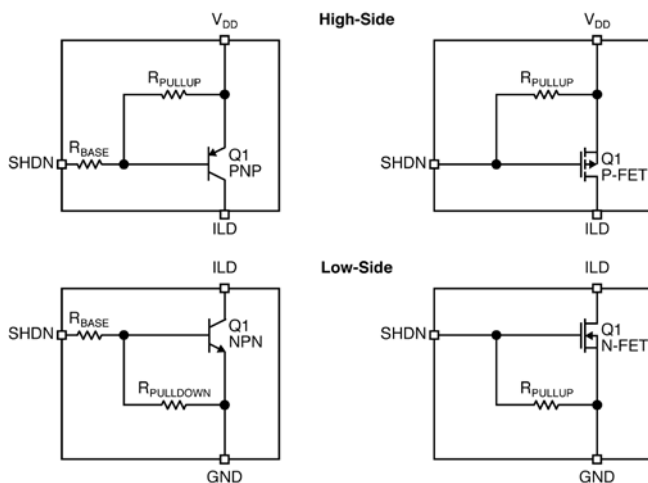 High-Side
VDD
RPULLUP
RBASE
SHDN
Q1
PNP
ILD
VDD
RPULLUP
SHDN
Q1
P-FET
ILD
Low-Side
ILD
RBASE
SHDN
Q1
NPN
RPULLDOWN
GND
ILD
SHDN
Q1
N-FET
RPULLUP
GND